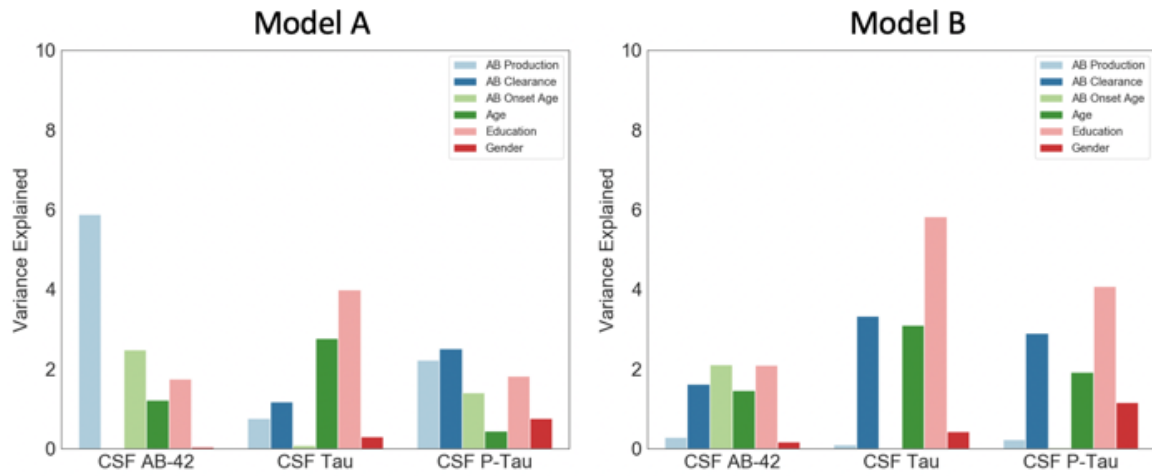 Model A
10
8
6
4
2
0
Variance Explained
AB Production
AB Clearance
AB Onset Age
Age
Education
Gender
CSF AB-42 CSF Tau CSF P-Tau
Model B
10
8
6
4
2
0
Variance Explained
AB Production
AB Clearance
AB Onset Age
Age
Education
Gender
CSF AB-42 CSF Tau CSF P-Tau